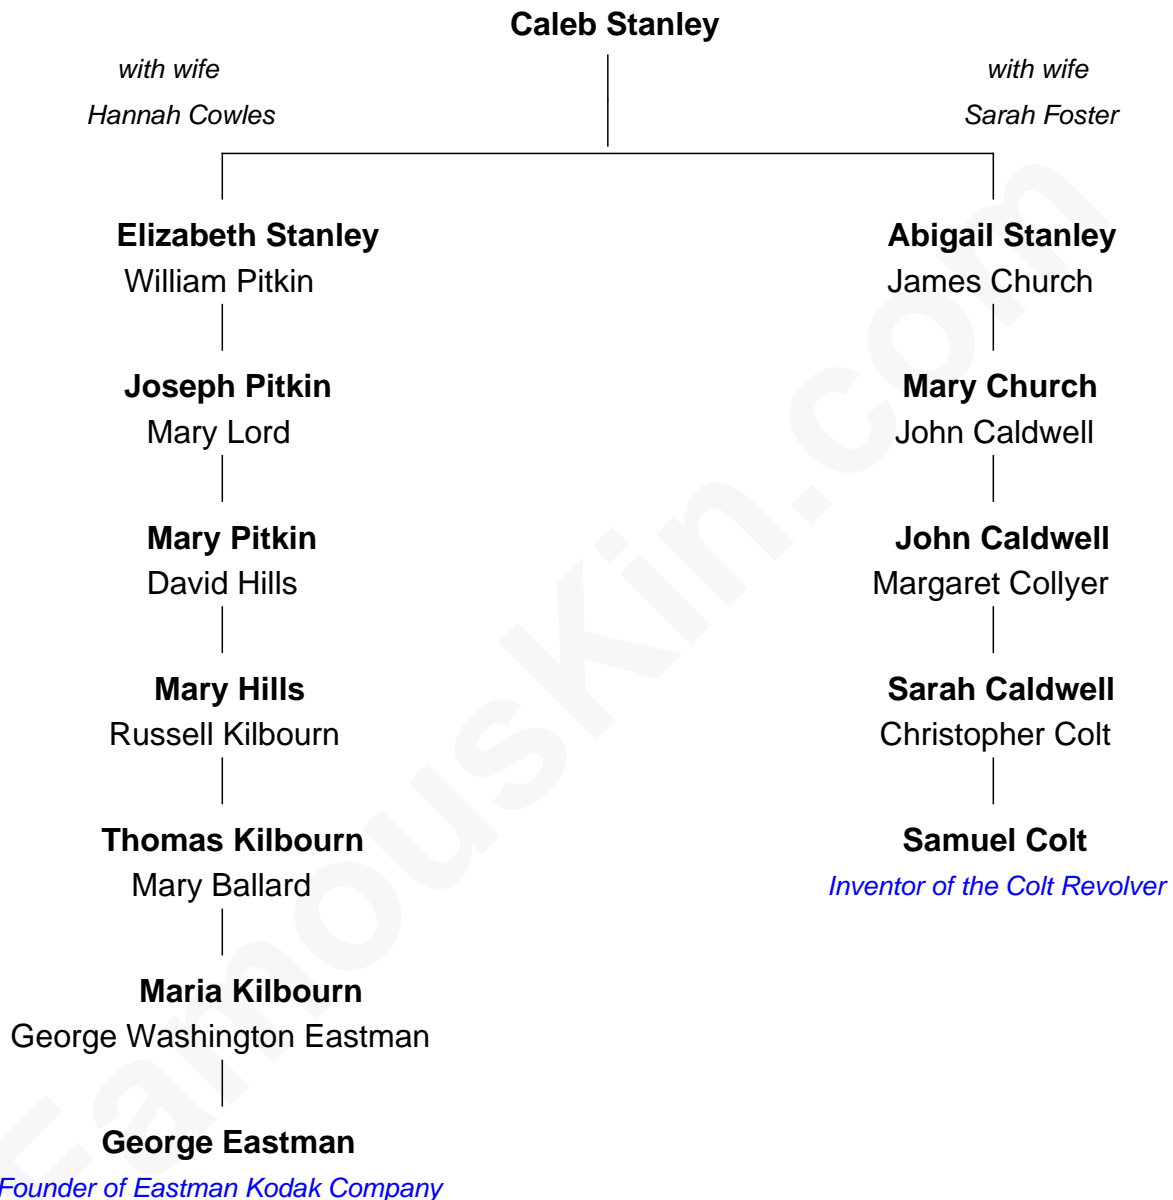 Caleb Stanley
with wife
Hannah Cowles
with wife
Sarah Foster
Elizabeth Stanley
William Pitkin
Abigail Stanley
James Church
Joseph Pitkin
Mary Lord
Mary Church
John Caldwell
Mary Pitkin
David Hills
John Caldwell
Margaret Collyer
Mary Hills
Russell Kilbourn
Sarah Caldwell
Christopher Colt
Thomas Kilbourn
Mary Ballard
Samuel Colt
Inventor of the Colt Revolver
Maria Kilbourn
George Washington Eastman
George Eastman
Founder of Eastman Kodak Company
FamousKin.com